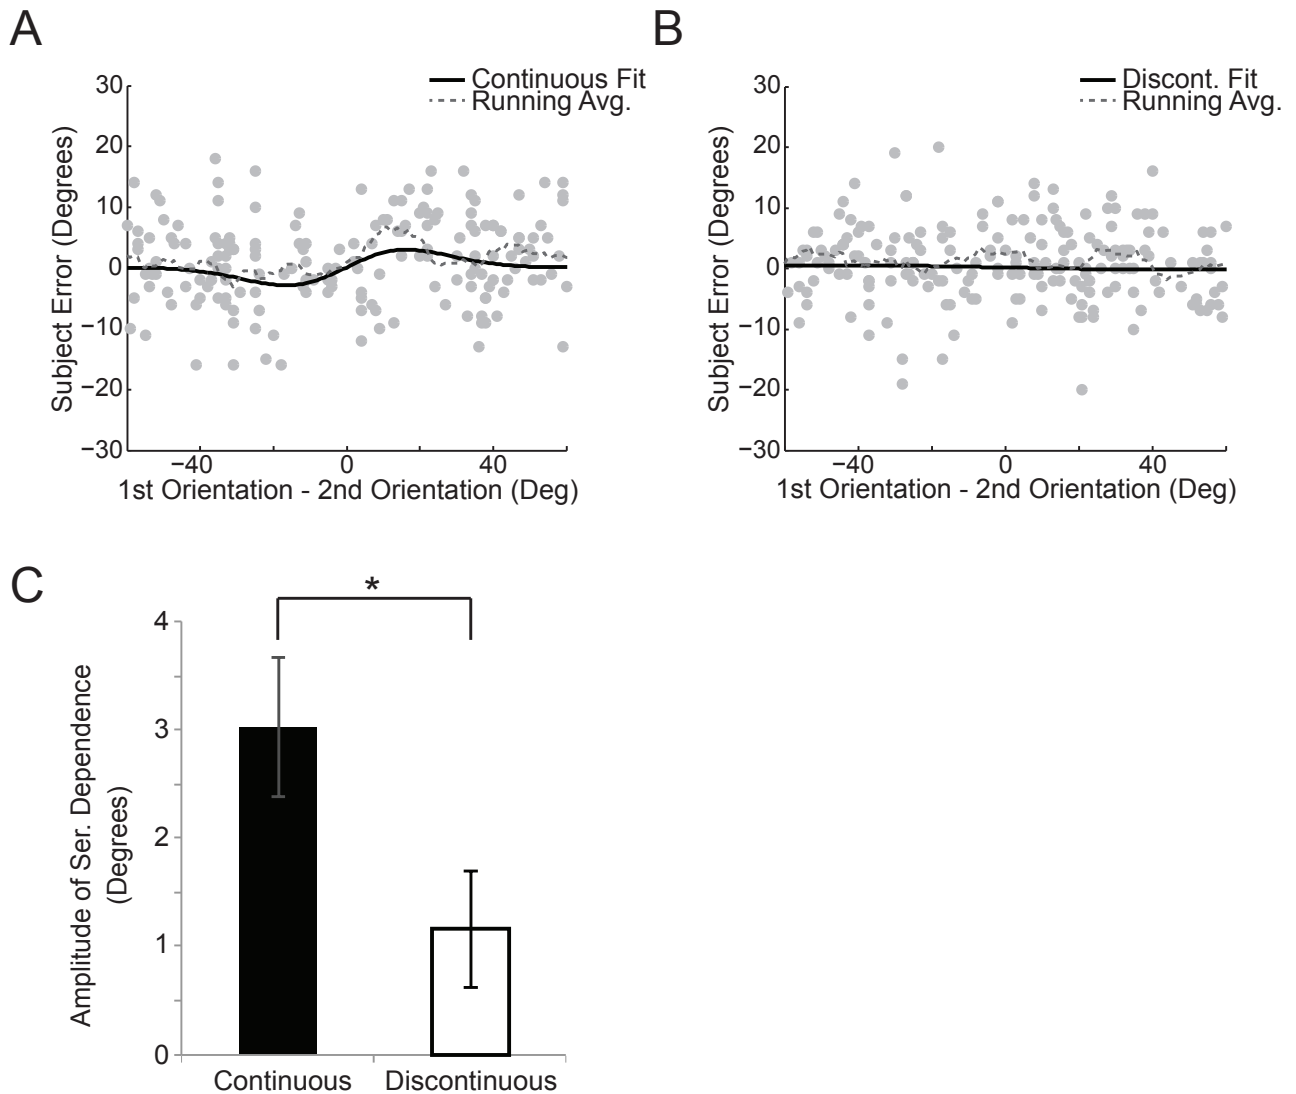 A
B
Continuous Fit
Running Avg.
Discont. Fit
Running Avg.
Subject Error (Degrees)
30
20
10
0
−10
−20
−30
−40
0
40
1st Orientation - 2nd Orientation (Deg)
Subject Error (Degrees)
30
20
10
0
−10
−20
−30
−40
0
40
1st Orientation - 2nd Orientation (Deg)
C
*
Amplitude of Ser. Dependence
(Degrees)
4
3
2
1
0
Continuous
Discontinuous